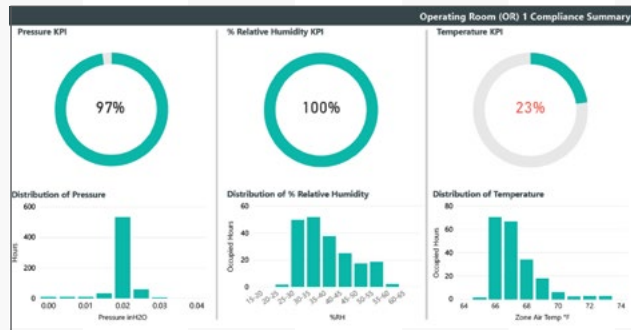 Operating Room (OR) 1 Compliance Summary
Pressure KPI
% Relative Humidity KPI
Temperature KPI
97%
100%
23%
Distribution of Pressure
Distribution of % Relative Humidity
Distribution of Temperature
Hours
600
400
200
0
0.00 0.01 0.02 0.03 0.04
Pressure inH2O
Occupied Hours
60
40
20
0
15-20 20-25 25-30 30-35 35-40 40-45 45-50 50-55 55-60 60-65
%RH
Occupied Hours
80
60
40
20
0
64 66 68 70 72 74
Zone Air Temp °F